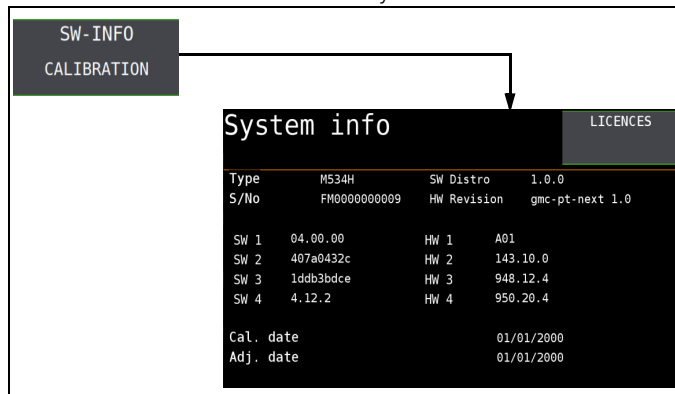 SW-INFO
CALIBRATION
System info
LICENCES
Type M534H SW Distro 1.0.0
S/No FM0000000009 HW Revision gmc-pt-next 1.0
SW 1 04.00.00 HW 1 A01
SW 2 407a0432c HW 2 143.10.0
SW 3 1ddb3bdce HW 3 948.12.4
SW 4 4.12.2 HW 4 950.20.4
Cal. date 01/01/2000
Adj. date 01/01/2000